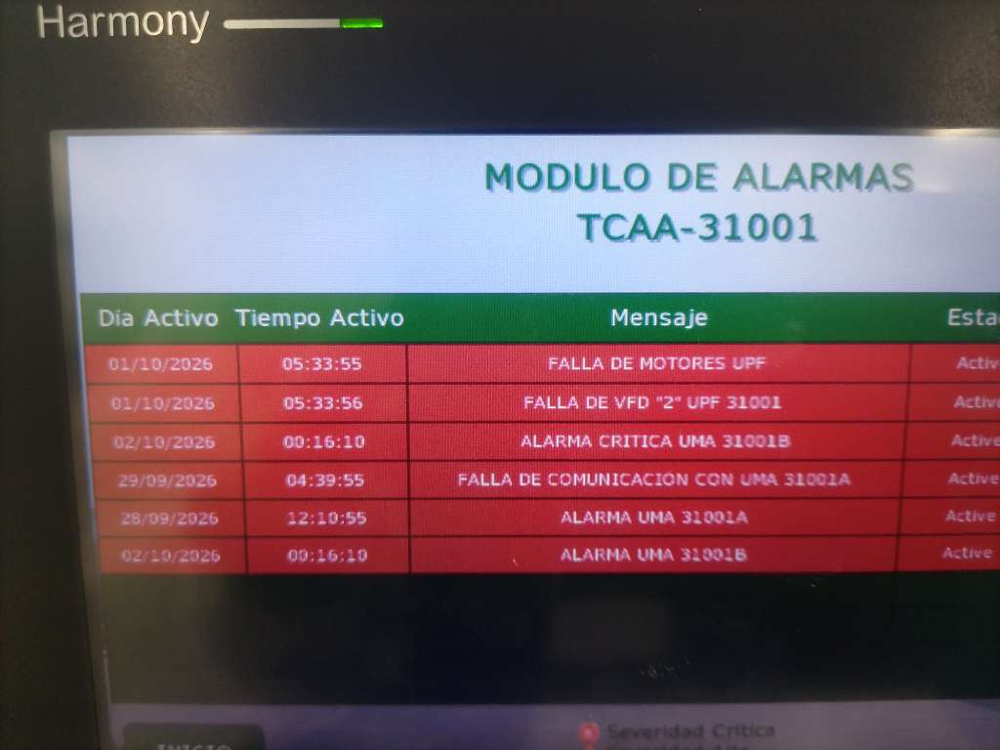 Harmony
MODULO DE ALARMAS
TCAA-31001
Dia Activo Tiempo Activo Mensaje Esta
01/10/2026 05:33:55 FALLA DE MOTORES UPF Activ
01/10/2026 05:33:56 FALLA DE VFD "2" UPF 31001 Active
02/10/2026 00:16:10 ALARMA CRITICA UMA 31001B Active
29/09/2026 04:39:55 FALLA DE COMUNICACION CON UMA 31001A Active
28/09/2026 12:10:55 ALARMA UMA 31001A Active
02/10/2026 00:16:10 ALARMA UMA 31001B Active
INICIO
Severidad Critica